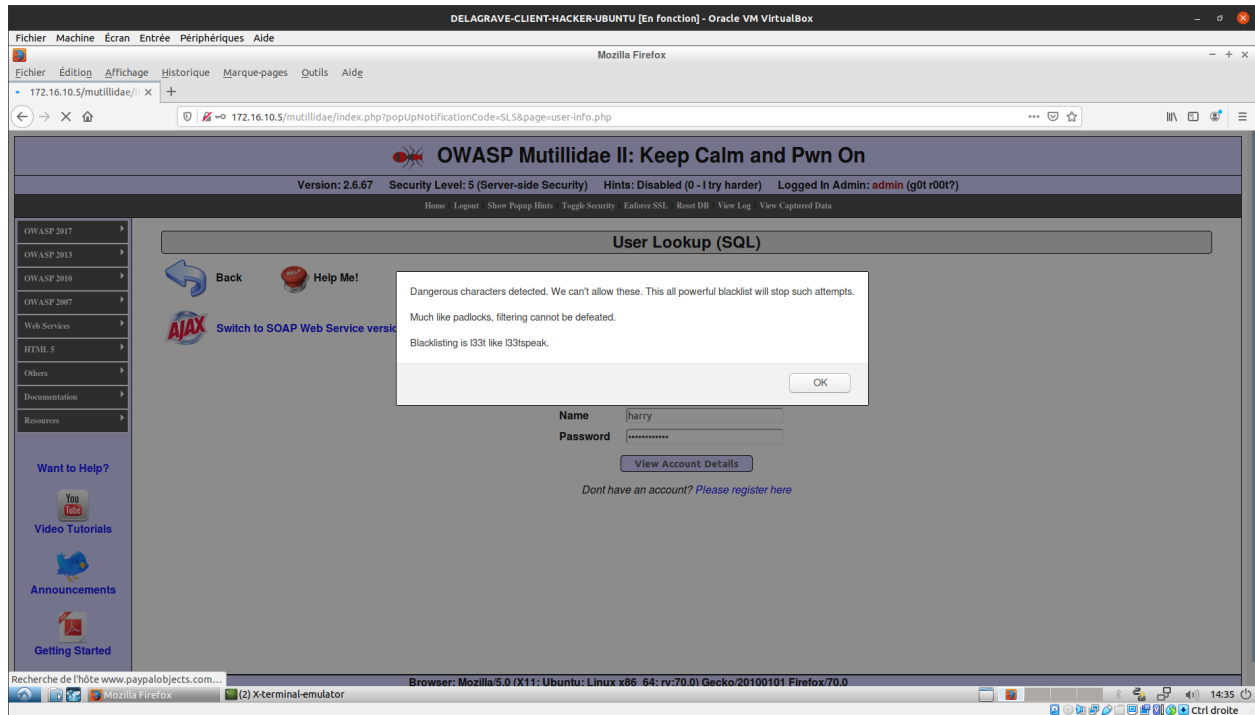 DELAGRAVE-CLIENT-HACKER-UBUNTU [En fonction] - Oracle VM VirtualBox
Fichier Machine Écran Entrée Périphériques Aide
Mozilla Firefox
Fichier Édition Affichage Historique Marque-pages Outils Aide
172.16.10.5/mutillidae/in
172.16.10.5/mutillidae/index.php?popUpNotificationCode=SL5&page=user-info.php
OWASP Mutillidae II: Keep Calm and Pwn On
Version: 2.6.67 Security Level: 5 (Server-side Security) Hints: Disabled (0 - I try harder) Logged In Admin: admin (g0t r00t?)
Home Logout Show Popup Hints Toggle Security Enforce SSL Reset DB View Log View Captured Data
OWASP 2017
OWASP 2013
OWASP 2010
OWASP 2007
Web Services
HTML 5
Others
Documentation
Resources
Want to Help?
You Tube
Video Tutorials
Announcements
Getting Started
User Lookup (SQL)
Back
HELP
Help Me!
AJAX
Switch to SOAP Web Service versi
Dangerous characters detected. We can't allow these. This all powerful blacklist will stop such attempts.
Much like padlocks, filtering cannot be defeated.
Blacklisting is l33t like l33tspeak.
OK
Name harry
Password ••••••••••••
View Account Details
Dont have an account? Please register here
Recherche de l'hôte www.paypalobjects.com...
Browser: Mozilla/5.0 (X11; Ubuntu; Linux x86_64; rv:70.0) Gecko/20100101 Firefox/70.0
Mozilla Firefox
(2) X-terminal-emulator
14:35
Ctrl droite